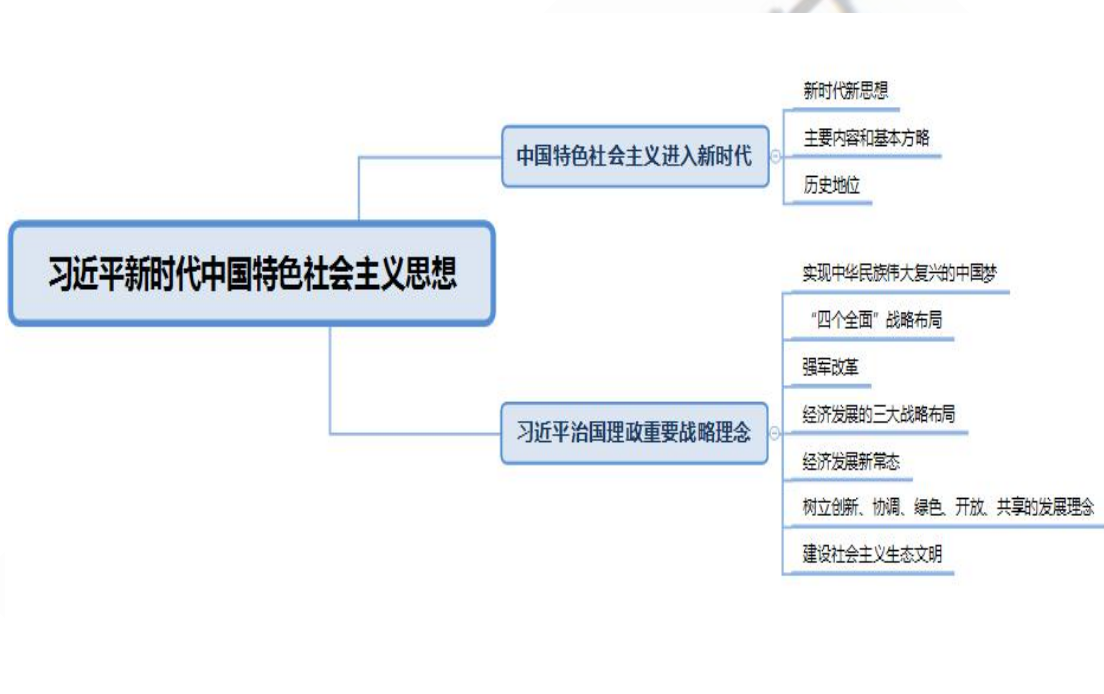 习近平新时代中国特色社会主义思想
中国特色社会主义进入新时代
新时代新思想
主要内容和基本方略
历史地位
习近平治国理政重要战略理念
实现中华民族伟大复兴的中国梦
“四个全面”战略布局
强军改革
经济发展的三大战略布局
经济发展新常态
树立创新、协调、绿色、开放、共享的发展理念
建设社会主义生态文明